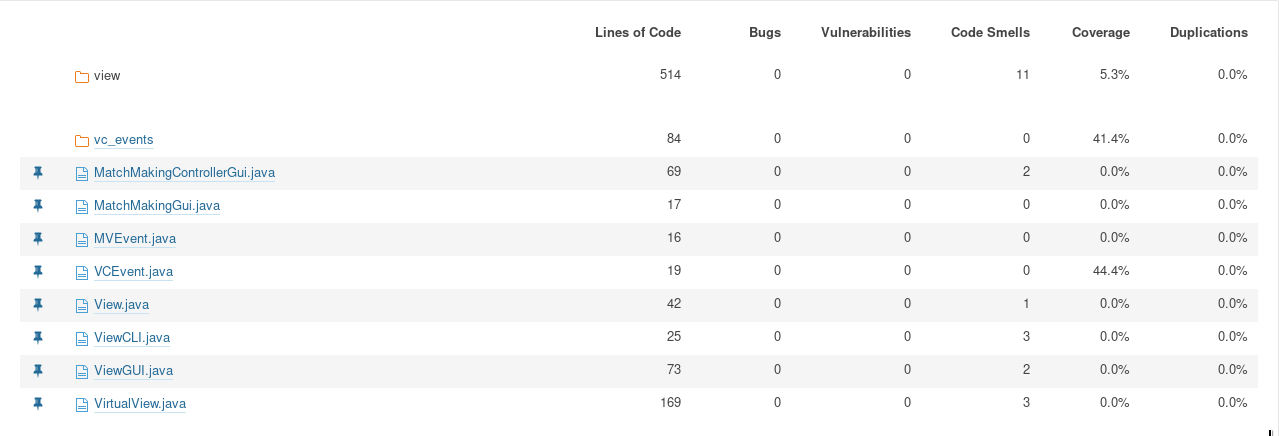 Lines of Code Bugs Vulnerabilities Code Smells Coverage Duplications
view 514 0 0 11 5.3% 0.0%
vc_events 84 0 0 0 41.4% 0.0%
MatchMakingControllerGui.java 69 0 0 2 0.0% 0.0%
MatchMakingGui.java 17 0 0 0 0.0% 0.0%
MVEvent.java 16 0 0 0 0.0% 0.0%
VCEvent.java 19 0 0 0 44.4% 0.0%
View.java 42 0 0 1 0.0% 0.0%
ViewCLI.java 25 0 0 3 0.0% 0.0%
ViewGUI.java 73 0 0 2 0.0% 0.0%
VirtualView.java 169 0 0 3 0.0% 0.0%